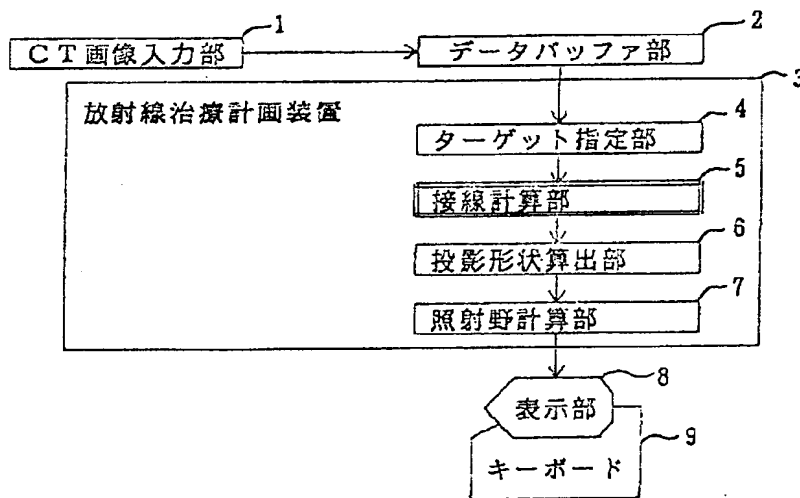 1
2
CT画像入力部
データバッファ部
3
放射線治療計画装置
4
ターゲット指定部
5
接線計算部
6
投影形状算出部
7
照射野計算部
8
表示部
9
キーボード